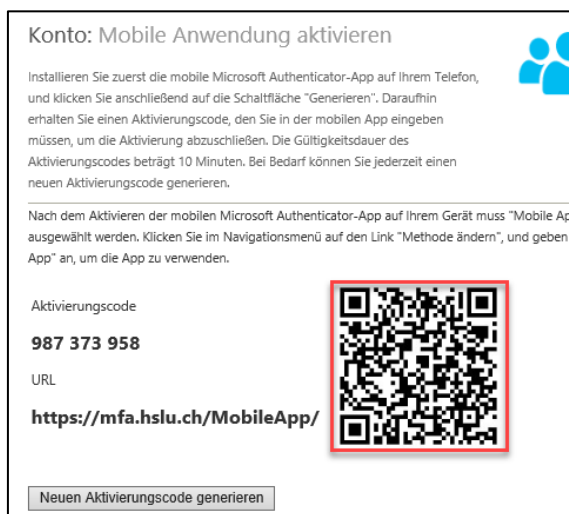 Konto: Mobile Anwendung aktivieren
Installieren Sie zuerst die mobile Microsoft Authenticator-App auf Ihrem Telefon,
und klicken Sie anschließend auf die Schaltfläche "Generieren". Daraufhin
erhalten Sie einen Aktivierungscode, den Sie in der mobilen App eingeben
müssen, um die Aktivierung abzuschließen. Die Gültigkeitsdauer des
Aktivierungscodes beträgt 10 Minuten. Bei Bedarf können Sie jederzeit einen
neuen Aktivierungscode generieren.
Nach dem Aktivieren der mobilen Microsoft Authenticator-App auf Ihrem Gerät muss "Mobile Ap
ausgewählt werden. Klicken Sie im Navigationsmenü auf den Link "Methode ändern", und geben
App" an, um die App zu verwenden.
Aktivierungscode
987 373 958
URL
https://mfa.hslu.ch/MobileApp/
Neuen Aktivierungscode generieren